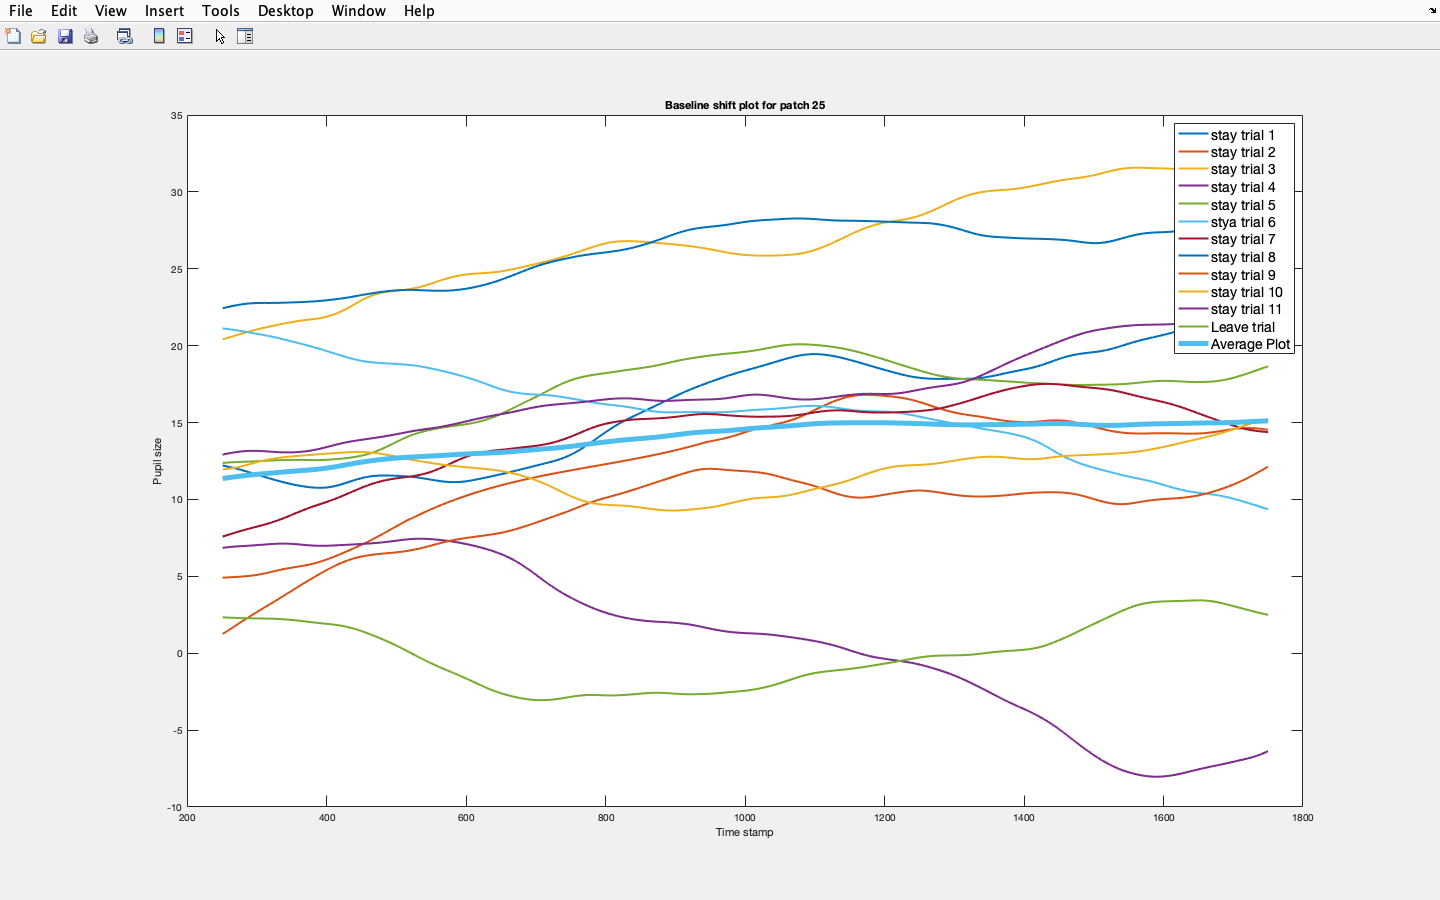 File Edit View Insert Tools Desktop Window Help
Baseline shift plot for patch 25
35
30
25
20
15
10
5
0
-5
-10
Pupil size
200 400 600 800 1000 1200 1400 1600 1800
Time stamp
stay trial 1
stay trial 2
stay trial 3
stay trial 4
stay trial 5
stya trial 6
stay trial 7
stay trial 8
stay trial 9
stay trial 10
stay trial 11
Leave trial
Average Plot